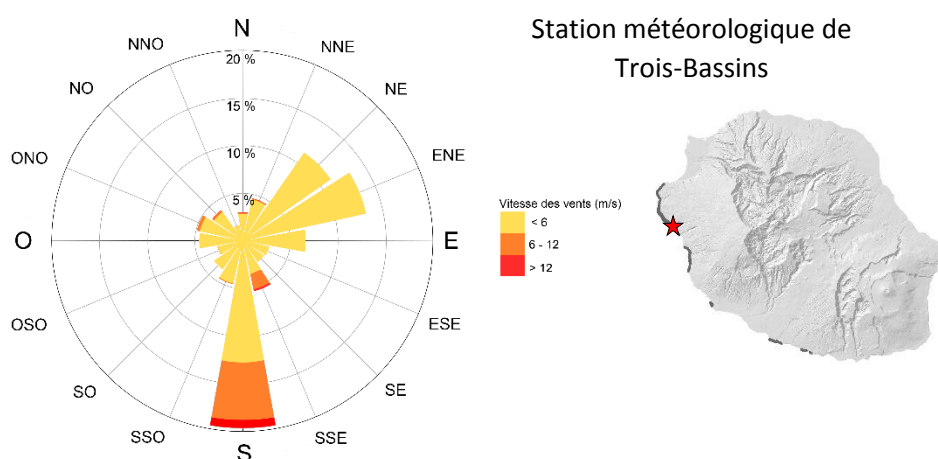 Station météorologique de
Trois-Bassins
N
NNO
NNE
20 %
NO
NE
15 %
10 %
ONO
ENE
5 %
O
E
OSO
ESE
SO
SE
SSO
SSE
S
Vitesse des vents (m/s)
< 6
6 - 12
> 12